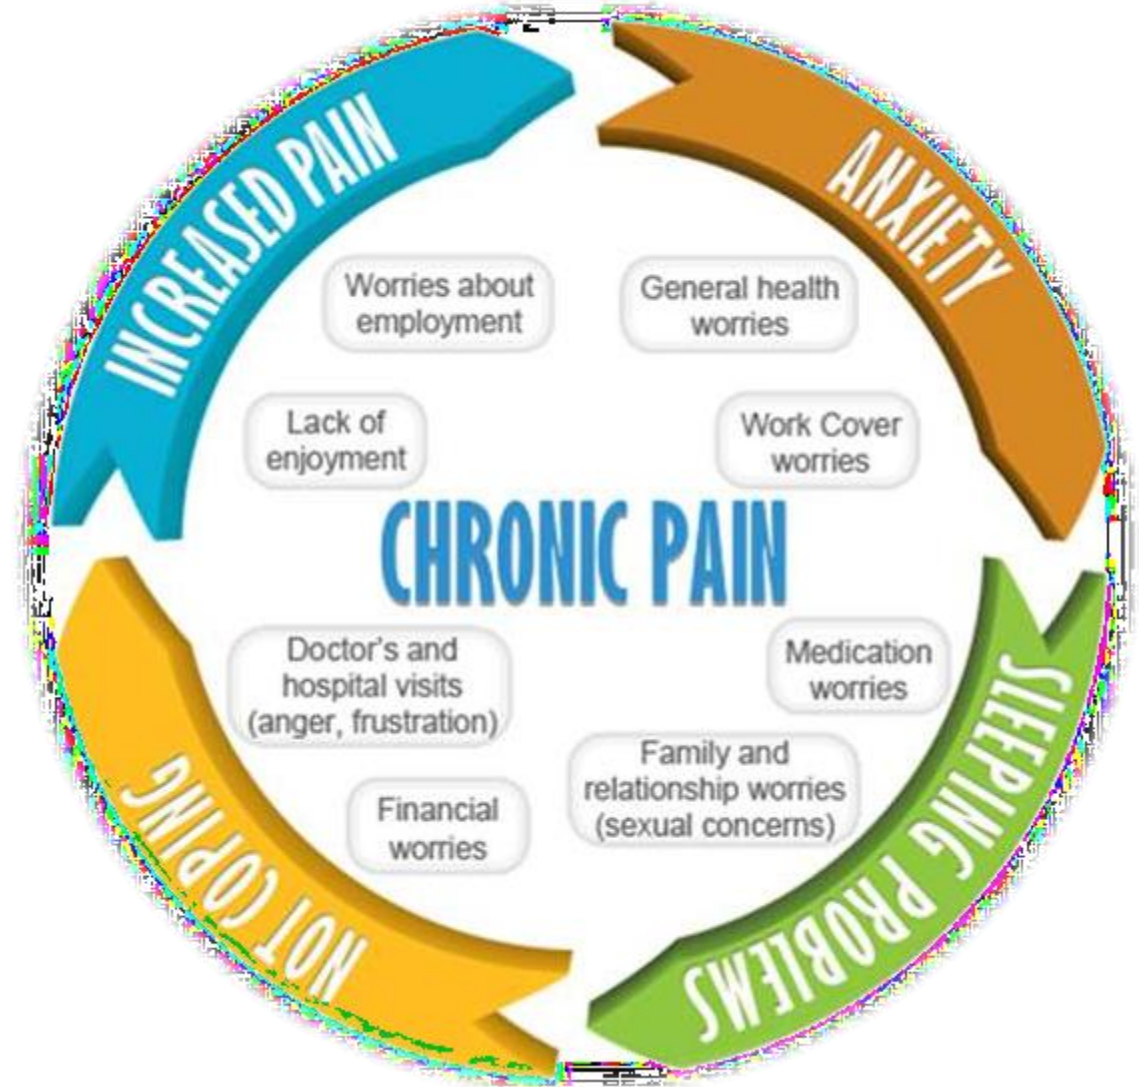 INCREASED PAIN
ANXIETY
Worries about
employment
General health
worries
Lack of
enjoyment
Work Cover
worries
CHRONIC PAIN
Doctor's and
hospital visits
(anger, frustration)
Medication
worries
Family and
relationship worries
(sexual concerns)
Financial
worries
SLEEPING PROBLEMS
NOT COPING